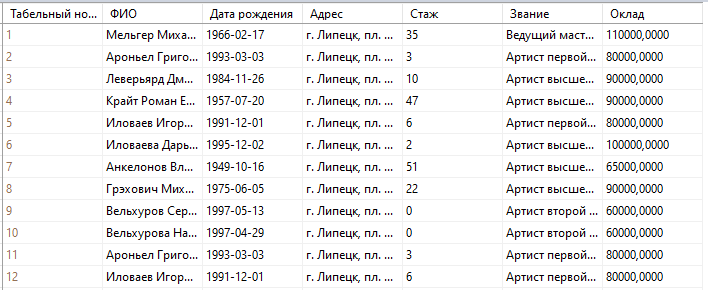 Табельный но... ФИО Дата рождения Адрес Стаж Звание Оклад
1 Мельгер Миха... 1966-02-17 г. Липецк, пл. ... 35 Ведущий маст... 110000,0000
2 Ароньел Григо... 1993-03-03 г. Липецк, пл. ... 3 Артист первой... 80000,0000
3 Леверьярд Дм... 1984-11-26 г. Липецк, пл. ... 10 Артист высше... 90000,0000
4 Крайт Роман Е... 1957-07-20 г. Липецк, пл. ... 47 Артист высше... 90000,0000
5 Иловаев Игор... 1991-12-01 г. Липецк, пл. ... 6 Артист первой... 80000,0000
6 Иловаева Дарь... 1995-12-02 г. Липецк, пл. ... 2 Артист высше... 100000,0000
7 Анкелонов Вл... 1949-10-16 г. Липецк, пл. ... 51 Артист высше... 65000,0000
8 Грэхович Мих... 1975-06-05 г. Липецк, пл. ... 22 Артист высше... 90000,0000
9 Вельхуров Сер... 1997-05-13 г. Липецк, пл. ... 0 Артист второй ... 60000,0000
10 Вельхурова На... 1997-04-29 г. Липецк, пл. ... 0 Артист второй ... 60000,0000
11 Ароньел Григо... 1993-03-03 г. Липецк, пл. ... 3 Артист первой... 80000,0000
12 Иловаев Игор... 1991-12-01 г. Липецк, пл. ... 6 Артист первой... 80000,0000